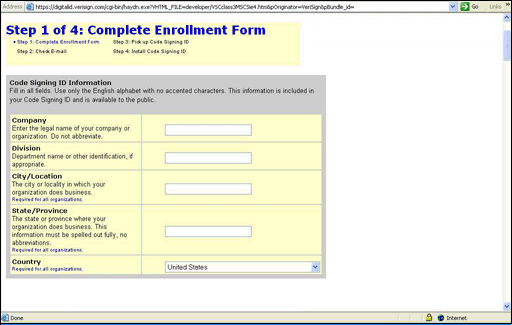 Address https://digitalid.verisign.com/cgi-bin/haydn.exe?VHTML_FILE=developer/VSCclass3MSCSie4.htm&pOriginator=VeriSign&pBundle_id= Go Links
Step 1 of 4: Complete Enrollment Form
Step 1: Complete Enrollment Form Step 3: Pick up Code Signing ID
Step 2: Check E-mail Step 4: Install Code Signing ID
Code Signing ID Information
Fill in all fields. Use only the English alphabet with no accented characters. This information is included in
your Code Signing ID and is available to the public.
Company
Enter the legal name of your company or
organization. Do not abbreviate.
Division
Department name or other identification, if
appropriate.
City/Location
The city or locality in which your
organization does business.
Required for all organizations.
State/Province
The state or province where your
organization does business. This
information must be spelled out fully, no
abbreviations.
Required for all organizations.
Country
Required for all organizations.
United States
Done Internet